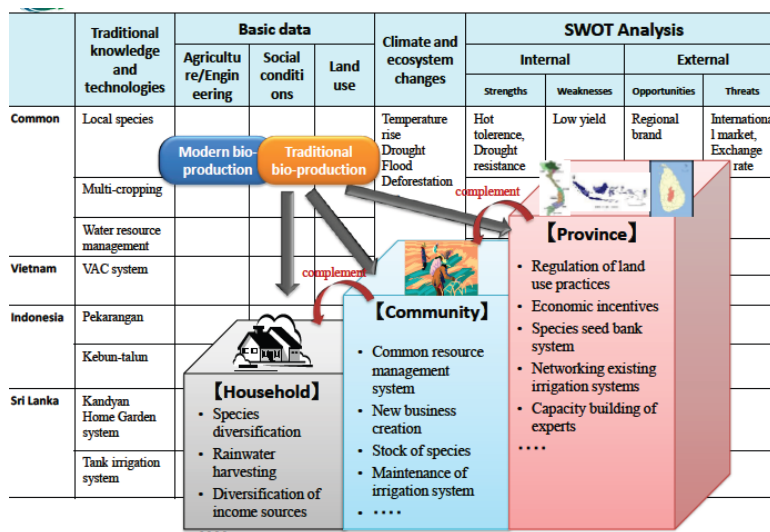 Traditional
knowledge
and
technologies
Basic data
Agricultu
re/Engin
eering
Social
conditi
ons
Land
use
Climate and
ecosystem
changes
SWOT Analysis
Internal
External
Strengths
Weaknesses
Opportunities
Threats
Common
Local species
Temperature
rise
Drought
Flood
Deforestation
Hot
tolerence,
Drought
resistance
Low yield
Regional
brand
Internationa
l market,
Exchange
rate
Modern bio-
production
Traditional
bio-production
Multi-cropping
Water resource
management
Vietnam
VAC system
Indonesia
Pekarangan
Kebun-talun
Sri Lanka
Kandyan
Home Garden
system
Tank irrigation
system
complement
complement
【Household】
• Species
diversification
• Rainwater
harvesting
• Diversification of
income sources
【Community】
• Common resource
management
system
• New business
creation
• Stock of species
• Maintenance of
irrigation system
• ····
【Province】
• Regulation of land
use practices
• Economic incentives
• Species seed bank
system
• Networking existing
irrigation systems
• Capacity building of
experts
····